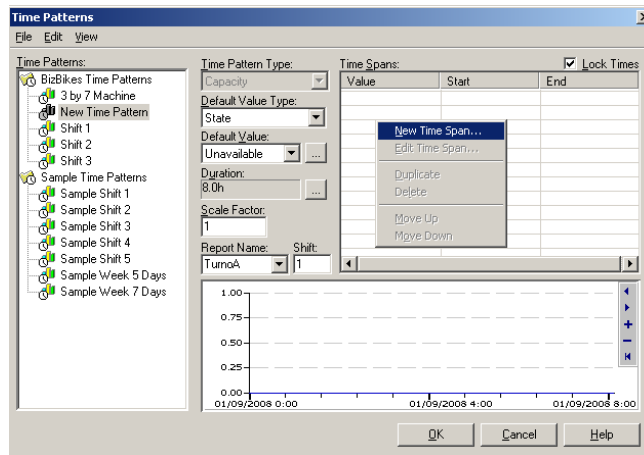 Time Patterns
File Edit View
Time Patterns:
BizBikes Time Patterns
3 by 7 Machine
New Time Pattern
Shift 1
Shift 2
Shift 3
Sample Time Patterns
Sample Shift 1
Sample Shift 2
Sample Shift 3
Sample Shift 4
Sample Shift 5
Sample Week 5 Days
Sample Week 7 Days
Time Pattern Type:
Capacity
Default Value Type:
State
Default Value:
Unavailable ...
Duration:
8.0h ...
Scale Factor:
1
Report Name: Shift:
TurnoA 1
Time Spans: Lock Times
Value Start End
New Time Span...
Edit Time Span...
Duplicate
Delete
Move Up
Move Down
1.00
0.75
0.50
0.25
0.00
01/09/2008 0:00 01/09/2008 4:00 01/09/2008 8:00
OK Cancel Help